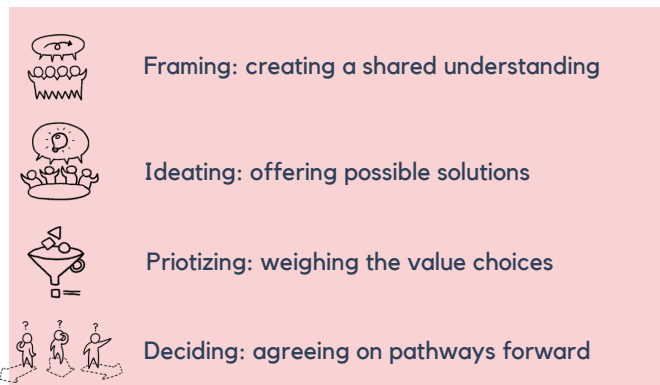 Framing: creating a shared understanding
Ideating: offering possible solutions
Priotizing: weighing the value choices
? ? ?
Deciding: agreeing on pathways forward